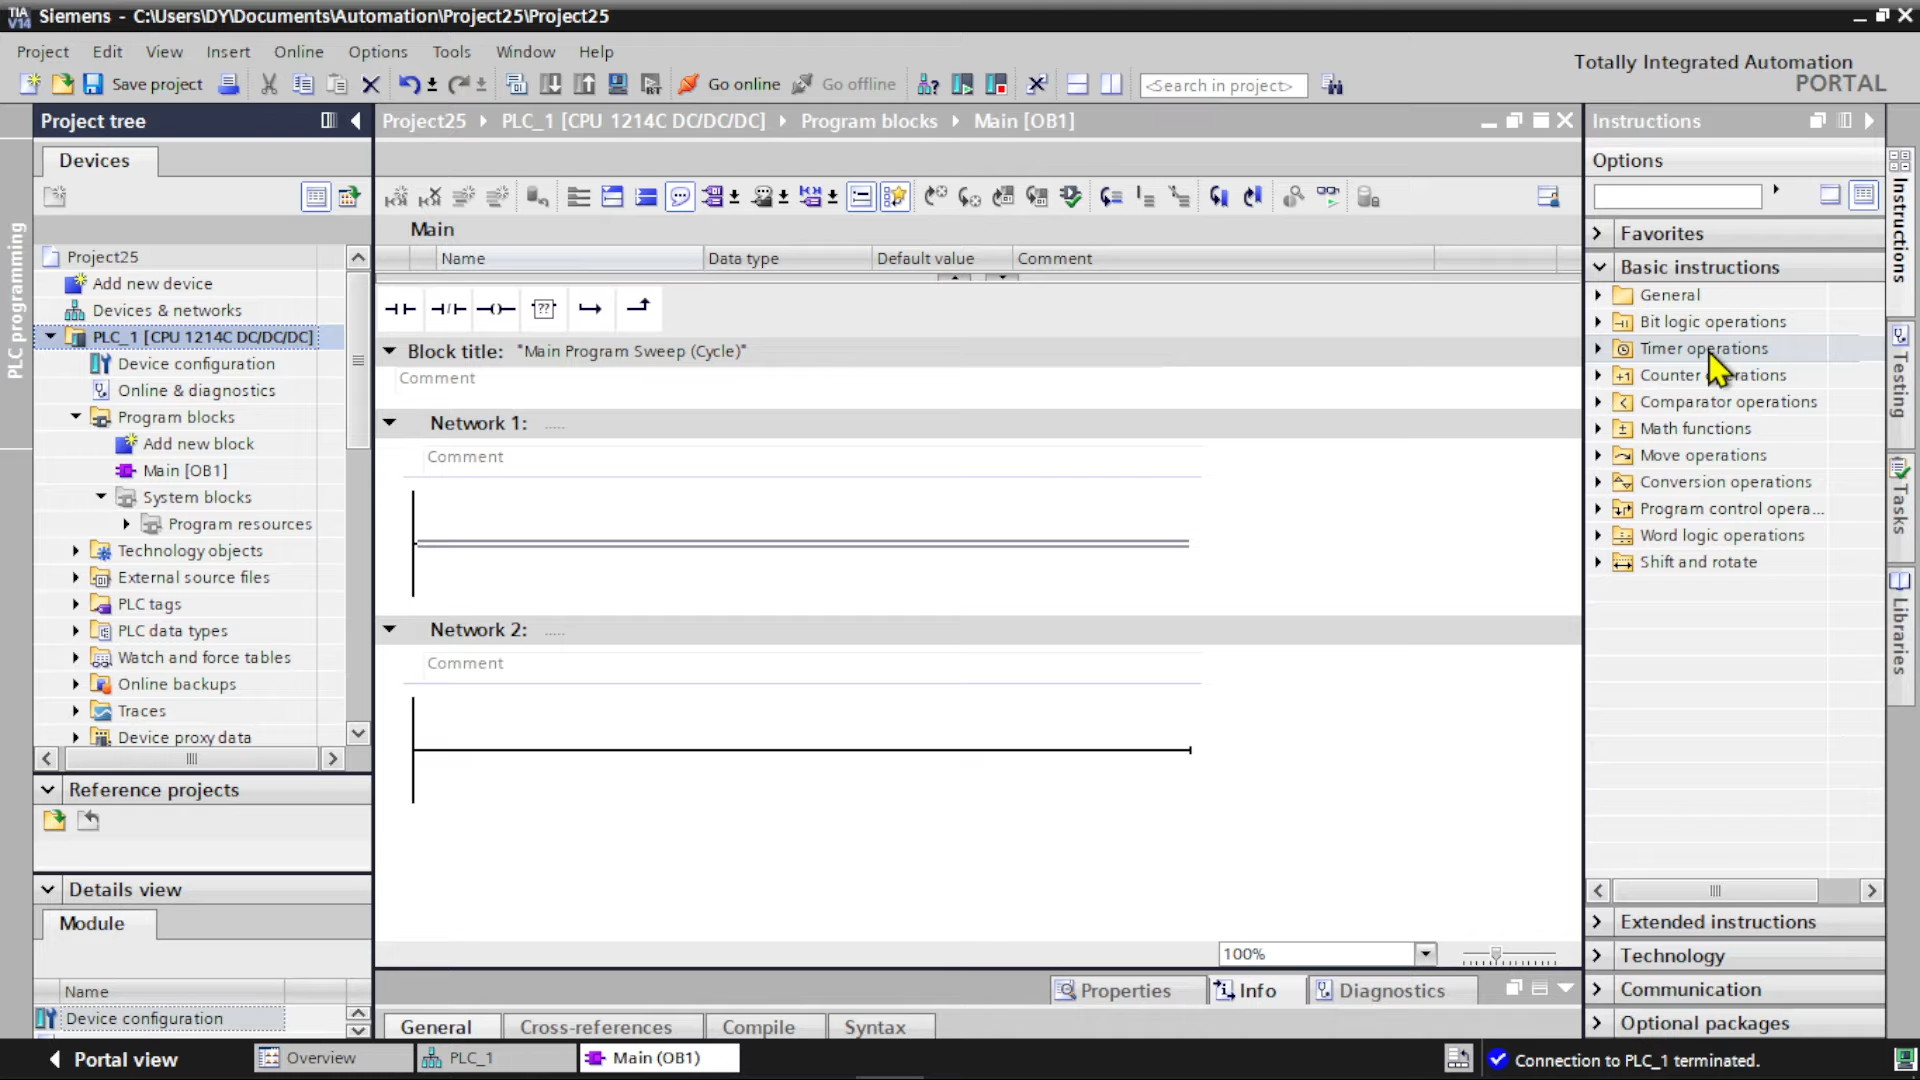 TIA V14 Siemens - C:\Users\DY\Documents\Automation\Project25\Project25
Project Edit View Insert Online Options Tools Window Help
Totally Integrated Automation
PORTAL
Save project Go online Go offline <Search in project>
Project tree
Project25 PLC_1 [CPU 1214C DC/DC/DC] Program blocks Main [OB1]
Instructions
Devices
Options
Main
Name Data type Default value Comment
Project25
Add new device
Devices & networks
PLC_1 [CPU 1214C DC/DC/DC]
Device configuration
Online & diagnostics
Program blocks
Add new block
Main [OB1]
System blocks
Program resources
Technology objects
External source files
PLC tags
PLC data types
Watch and force tables
Online backups
Traces
Device proxy data
Reference projects
Details view
Module
Name
Device configuration
PLC programming
??
Block title: "Main Program Sweep (Cycle)"
Comment
Network 1: .....
Comment
Network 2: .....
Comment
100%
Properties Info Diagnostics
General Cross-references Compile Syntax
Favorites
Basic instructions
General
Bit logic operations
Timer operations
Counter
Comparator operations
Math functions
Move operations
Conversion operations
Program control opera...
Word logic operations
Shift and rotate
Extended instructions
Technology
Communication
Optional packages
Instructions
Testing
Tasks
Libraries
Portal view Overview PLC_1 Main (OB1) Connection to PLC_1 terminated.